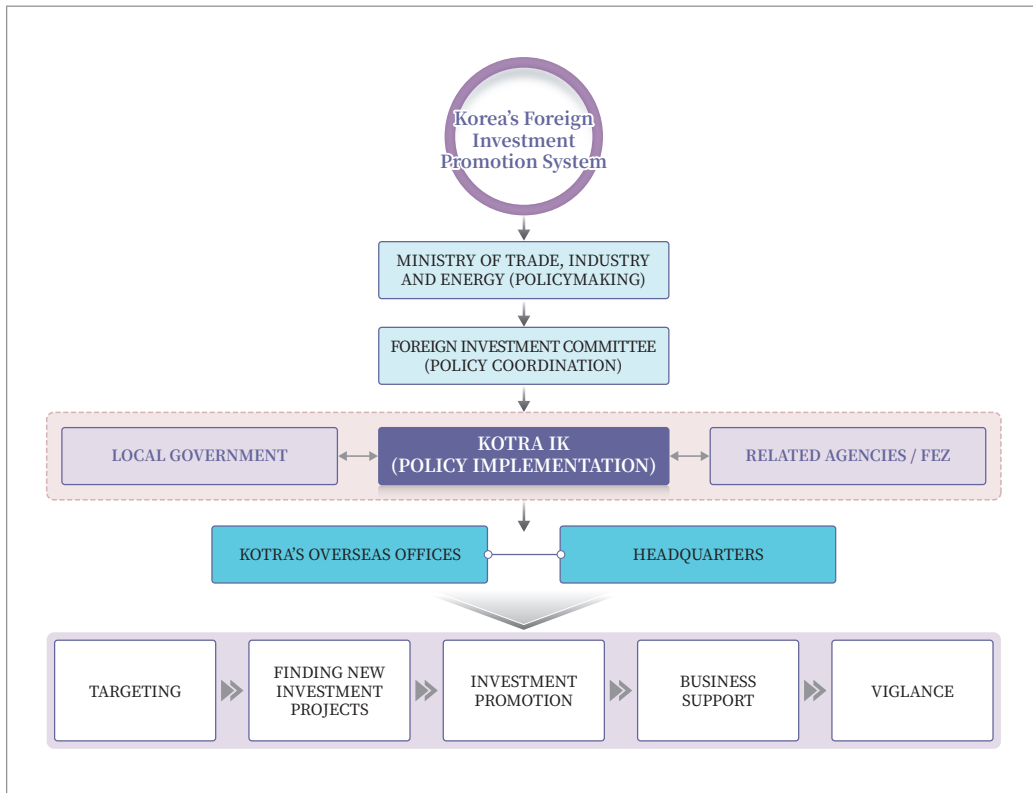 Korea's Foreign
Investment
Promotion System
MINISTRY OF TRADE, INDUSTRY
AND ENERGY (POLICYMAKING)
FOREIGN INVESTMENT COMMITTEE
(POLICY COORDINATION)
LOCAL GOVERNMENT
KOTRA IK
(POLICY IMPLEMENTATION)
RELATED AGENCIES / FEZ
KOTRA'S OVERSEAS OFFICES
HEADQUARTERS
TARGETING
FINDING NEW
INVESTMENT
PROJECTS
INVESTMENT
PROMOTION
BUSINESS
SUPPORT
VIGLANCE